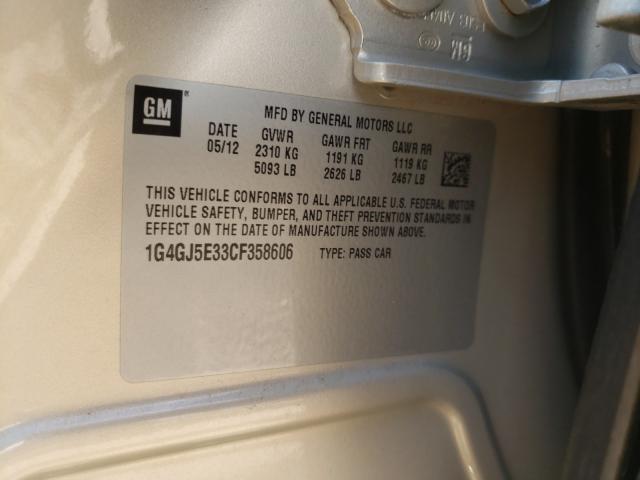 GM
MFD BY GENERAL MOTORS LLC
DATE GVWR GAWR FRT GAWR RR
05/12 2310 KG 1191 KG 1119 KG
5093 LB 2626 LB 2467 LB
THIS VEHICLE CONFORMS TO ALL APPLICABLE U.S. FEDERAL MOTOR
VEHICLE SAFETY, BUMPER, AND THEFT PREVENTION STANDARDS IN
EFFECT ON THE DATE OF MANUFACTURE SHOWN ABOVE.
1G4GJ5E33CF358606 TYPE: PASS CAR